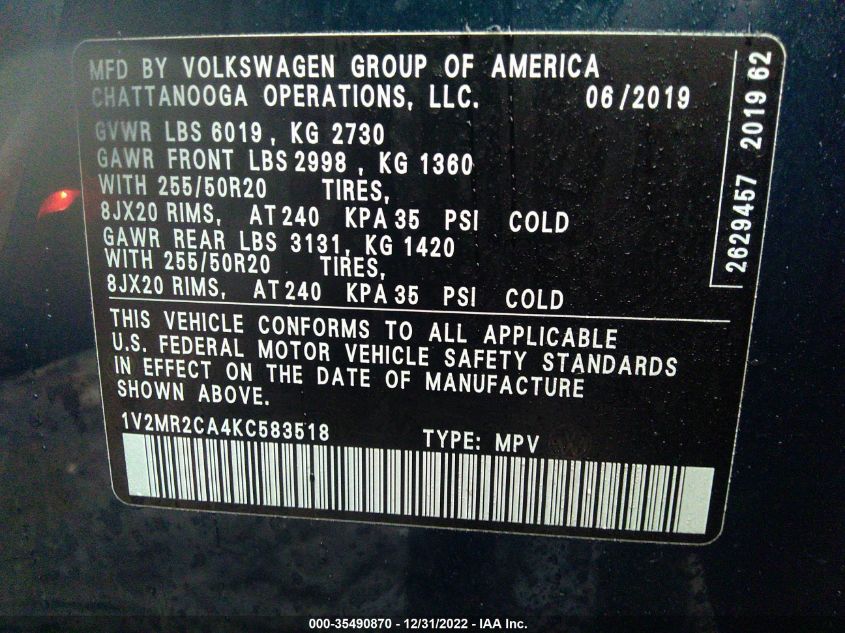 MFD BY VOLKSWAGEN GROUP OF AMERICA
CHATTANOOGA OPERATIONS, LLC. 06/2019
GVWR LBS 6019, KG 2730
GAWR FRONT LBS 2998, KG 1360
WITH 255/50R20 TIRES,
8JX20 RIMS, AT 240 KPA 35 PSI COLD
GAWR REAR LBS 3131, KG 1420
WITH 255/50R20 TIRES,
8JX20 RIMS, AT 240 KPA 35 PSI COLD
THIS VEHICLE CONFORMS TO ALL APPLICABLE
U.S. FEDERAL MOTOR VEHICLE SAFETY STANDARDS
IN EFFECT ON THE DATE OF MANUFACTURE
SHOWN ABOVE.
1V2MR2CA4KC583518 TYPE: MPV
2629457 2019 62
000-35490870 - 12/31/2022 - IAA Inc.